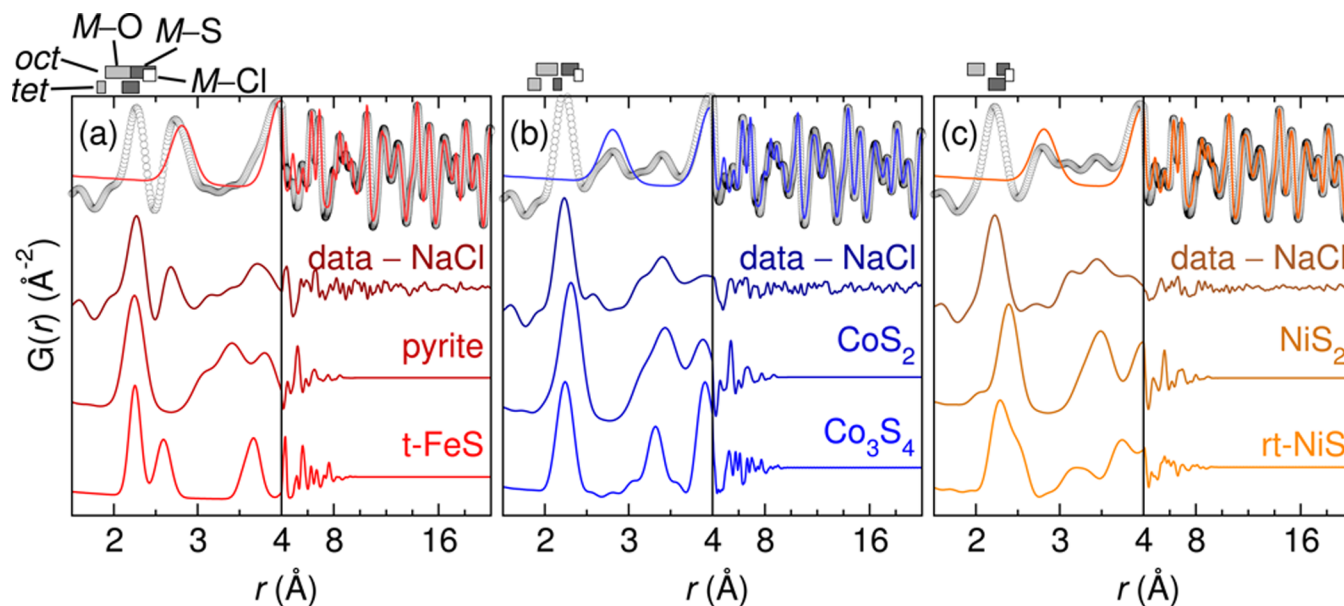 M–O M–S
oct
tet M–Cl
(a) (b) (c)
data – NaCl data – NaCl data – NaCl
pyrite CoS2 NiS2
t-FeS Co3S4 rt-NiS
G(r) (Å-2)
2 3 4 8 16 2 3 4 8 16 2 3 4 8 16
r (Å) r (Å) r (Å)